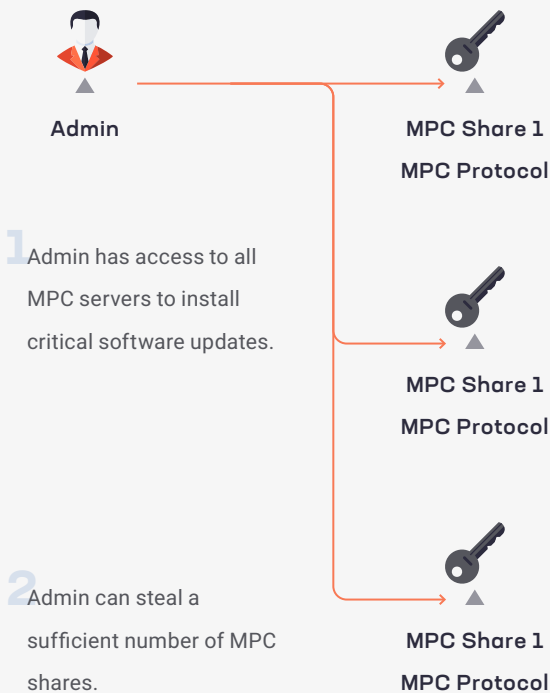 Admin
MPC Share 1
MPC Protocol
1
Admin has access to all
MPC servers to install
critical software updates.
MPC Share 1
MPC Protocol
2
Admin can steal a
sufficient number of MPC
shares.
MPC Share 1
MPC Protocol